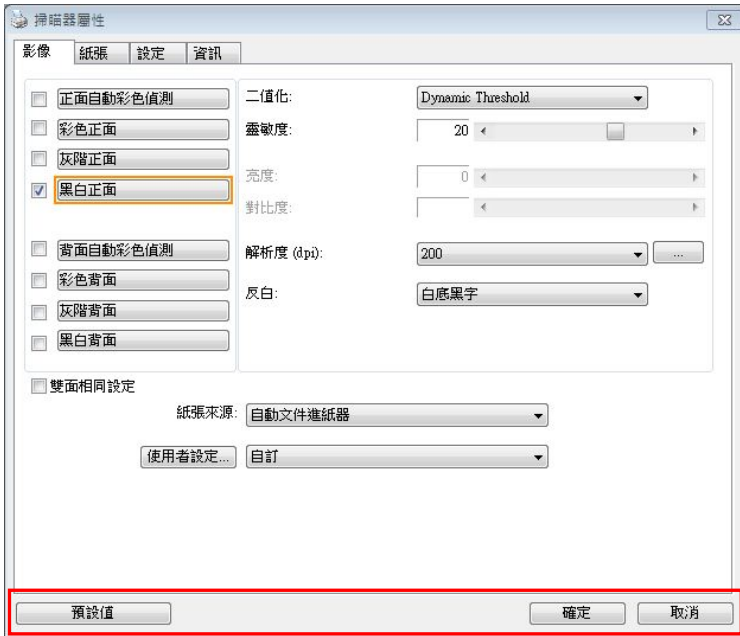 掃瞄器屬性
影像 紙張 設定 資訊
正面自動彩色偵測
彩色正面
灰階正面
黑白正面
背面自動彩色偵測
彩色背面
灰階背面
黑白背面
二值化: Dynamic Threshold
靈敏度: 20
亮度: 0
對比度:
解析度 (dpi): 200 ...
反白: 白底黑字
雙面相同設定
紙張來源: 自動文件進紙器
使用者設定... 自訂
預設值 確定 取消